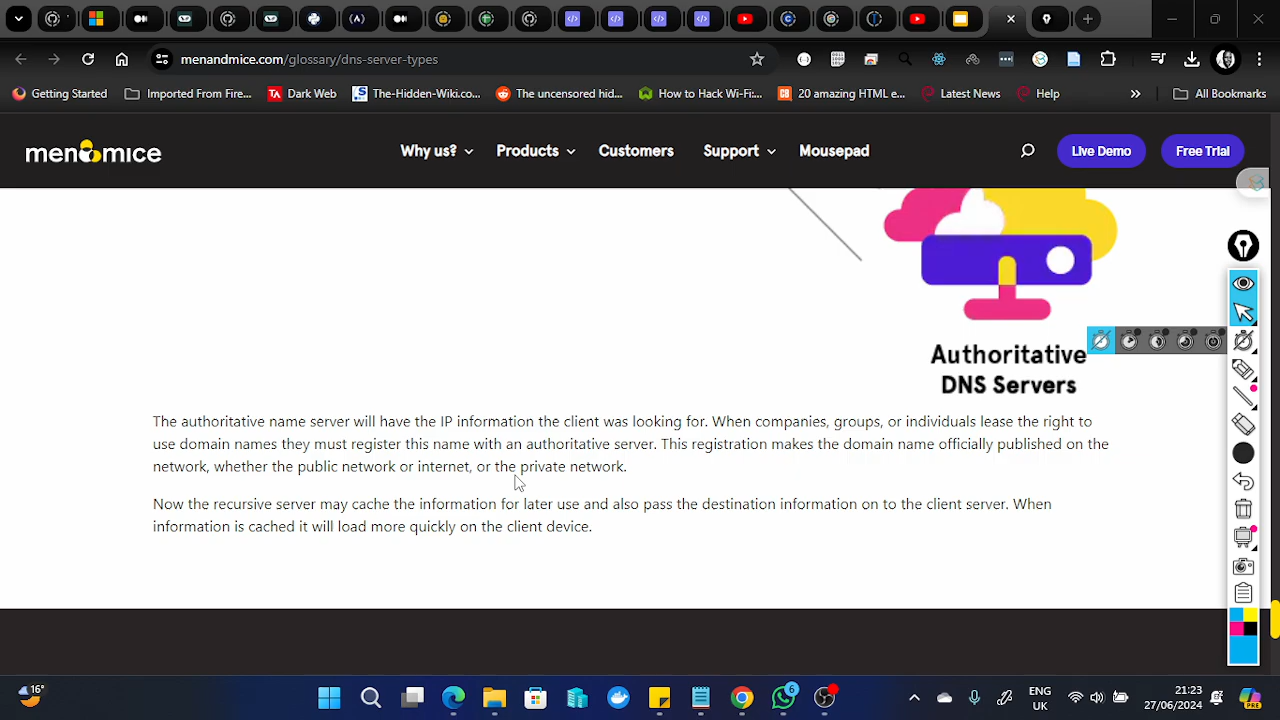 menandmice.com/glossary/dns-server-types
Getting Started
Imported From Fire...
Dark Web
The-Hidden-Wiki.co...
The uncensored hid...
How to Hack Wi-Fi:...
20 amazing HTML e...
Latest News
Help
All Bookmarks
men&mice
Why us?
Products
Customers
Support
Mousepad
Live Demo
Free Trial
Authoritative
DNS Servers
The authoritative name server will have the IP information the client was looking for. When companies, groups, or individuals lease the right to
use domain names they must register this name with an authoritative server. This registration makes the domain name officially published on the
network, whether the public network or internet, or the private network.
Now the recursive server may cache the information for later use and also pass the destination information on to the client server. When
information is cached it will load more quickly on the client device.
16°
6
ENG
UK
21:23
27/06/2024
PRE